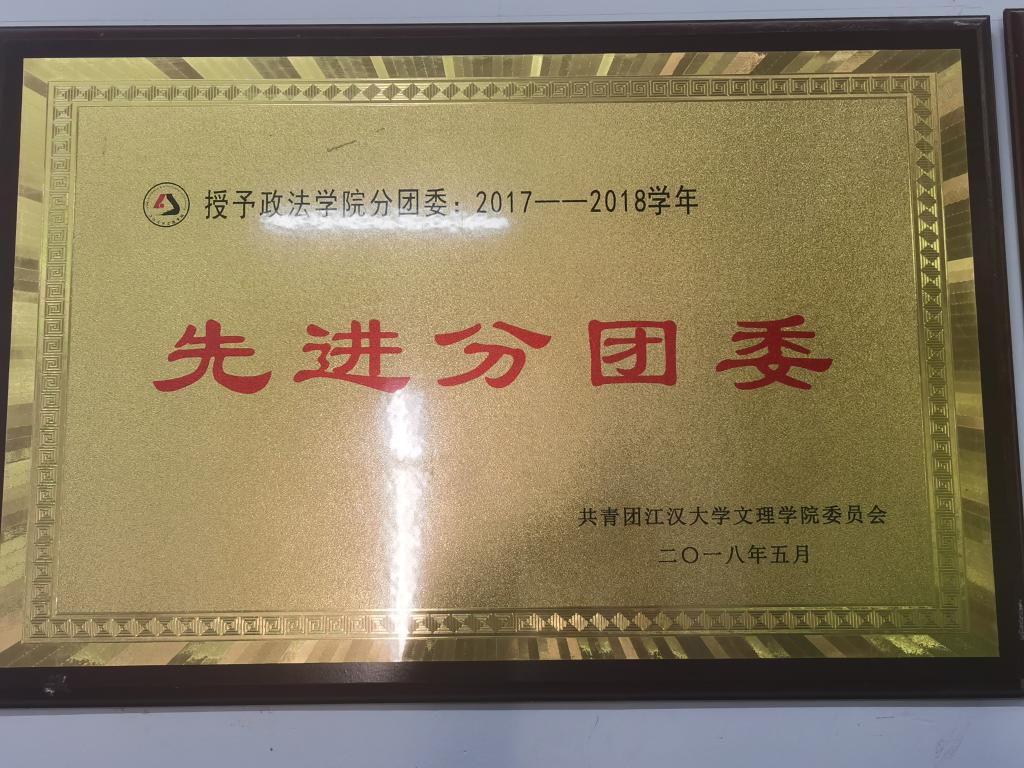 授予政法学院分团委：2017——2018学年
先进分团委
共青团江汉大学文理学院委员会
二〇一八年五月